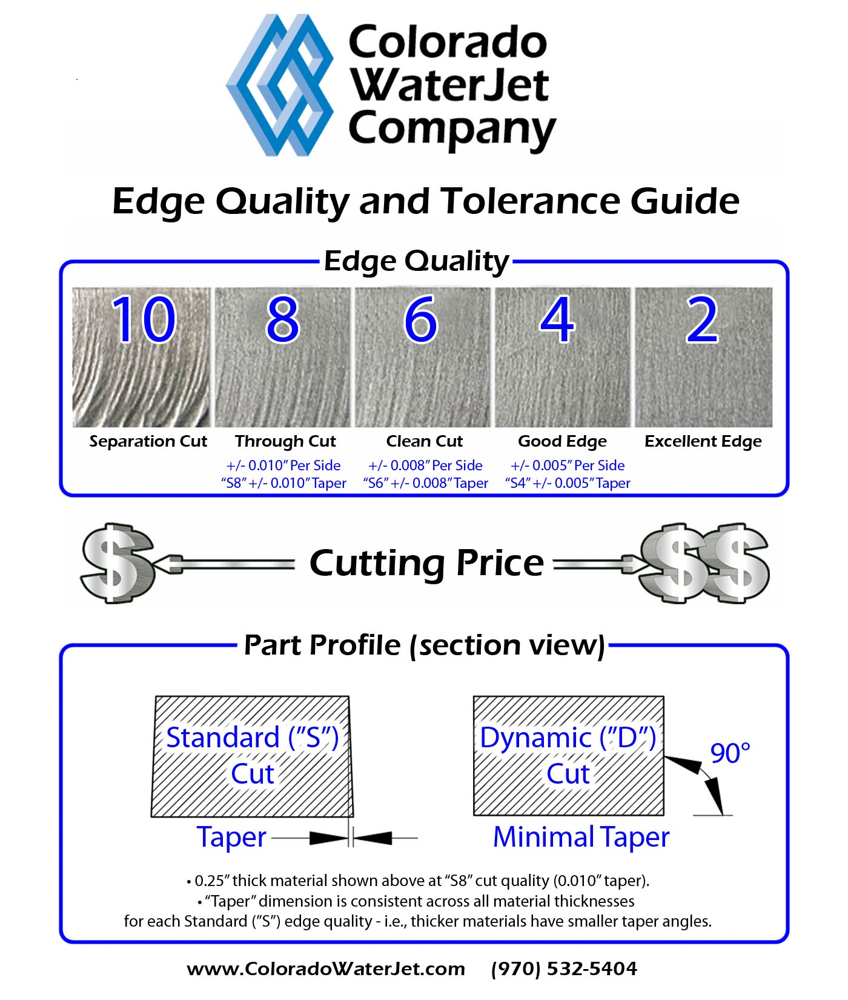 Colorado
WaterJet
Company
Edge Quality and Tolerance Guide
Edge Quality
10
8
6
4
2
Separation Cut
Through Cut
Clean Cut
Good Edge
Excellent Edge
+/- 0.010” Per Side
+/- 0.008” Per Side
+/- 0.005” Per Side
“S8” +/- 0.010” Taper
“S6” +/- 0.008” Taper
“S4” +/- 0.005” Taper
$
Cutting Price
$$
Part Profile (section view)
Standard (”S”)
Cut
Taper
Dynamic (”D”)
Cut
90°
Minimal Taper
• 0.25” thick material shown above at “S8” cut quality (0.010” taper).
• “Taper” dimension is consistent across all material thicknesses
for each Standard (”S”) edge quality - i.e., thicker materials have smaller taper angles.
www.ColoradoWaterJet.com (970) 532-5404